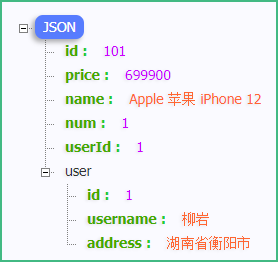 JSON
id : 101
price : 699900
name : Apple 苹果 iPhone 12
num : 1
userId : 1
user
id : 1
username : 柳岩
address : 湖南省衡阳市